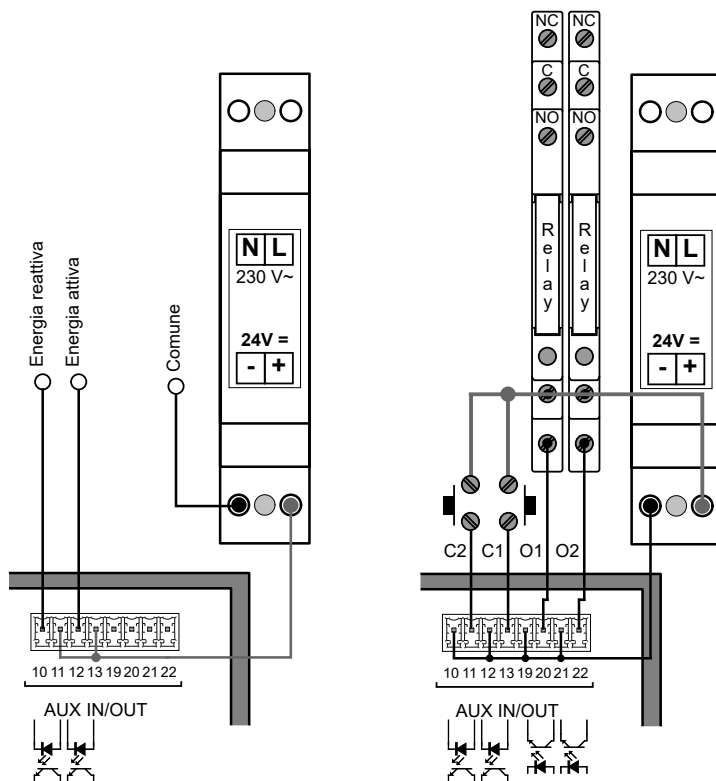 N L
230 V~
24V =
- +
Energia reattiva
Energia attiva
Comune
10 11 12 13 19 20 21 22
AUX IN/OUT
NC NC
C C
NO NO
Relay
Relay
N L
230 V~
24V =
- +
C2 C1 O1 O2
10 11 12 13 19 20 21 22
AUX IN/OUT